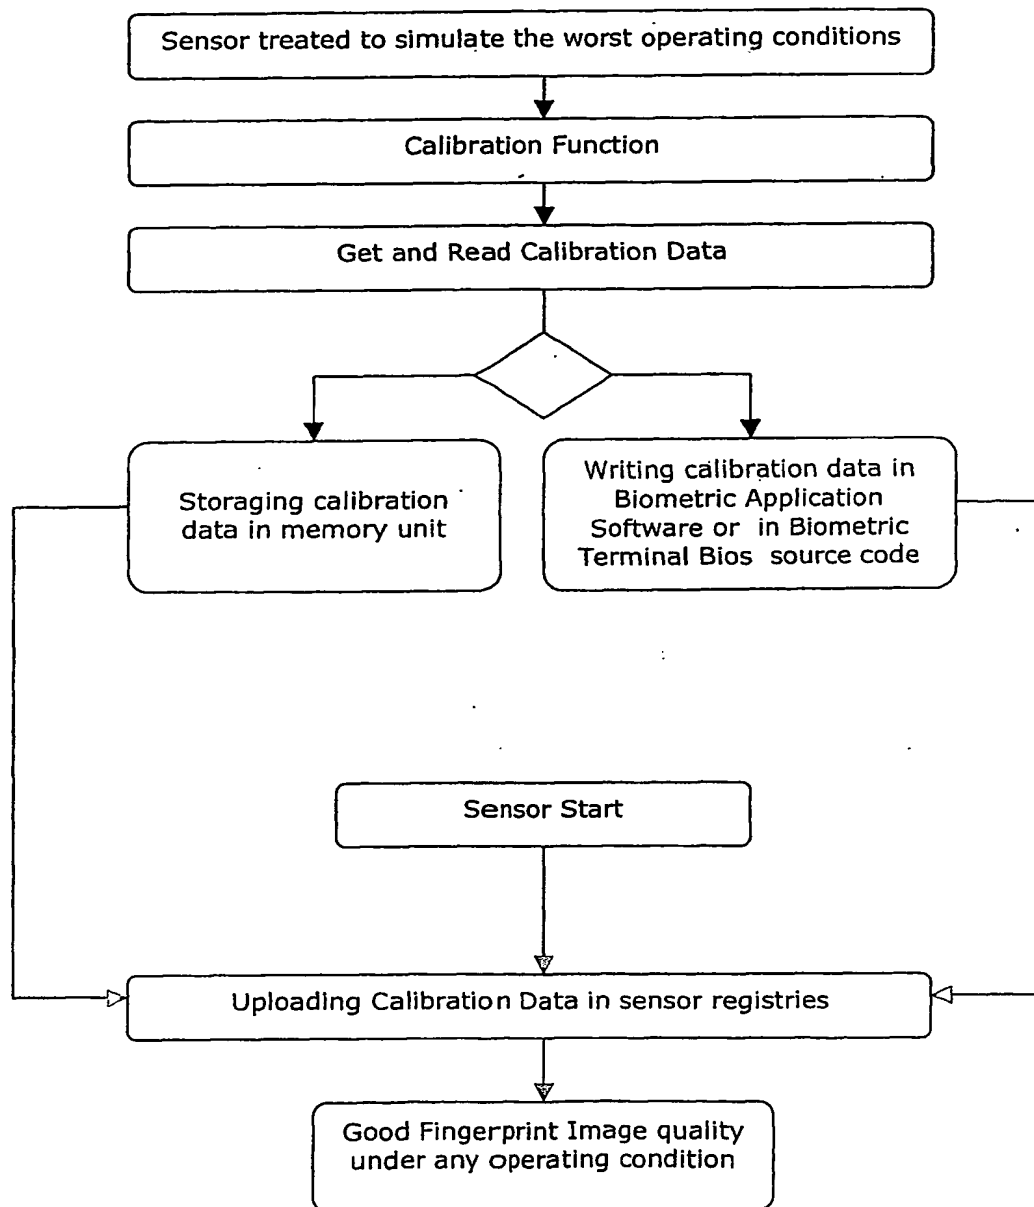 Sensor treated to simulate the worst operating conditions
Calibration Function
Get and Read Calibration Data
Storaging calibration
data in memory unit
Writing calibration data in
Biometric Application
Software or in Biometric
Terminal Bios source code
Sensor Start
Uploading Calibration Data in sensor registries
Good Fingerprint Image quality
under any operating condition